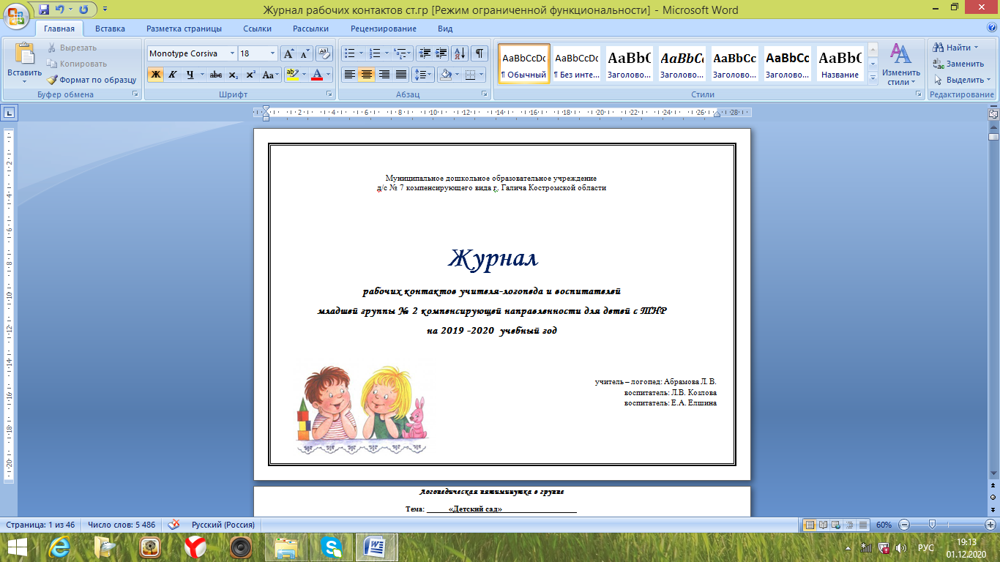 Журнал рабочих контактов ст.гр [Режим ограниченной функциональности] - Microsoft Word
Главная Вставка Разметка страницы Ссылки Рассылки Рецензирование Вид
Вставить
Вырезать
Копировать
Формат по образцу
Буфер обмена
Monotype Corsiva 18
Ж К Ч abc x₂ x² Aa
Шрифт
Абзац
AaBbCcDc AaBbCcDc AaBbC AaBbCc AaBbCc AaBbCc AaBbC
¶ Обычный ¶ Без инте... Заголово... Заголово... Заголово... Заголово... Название
Стили
Изменить стили
Найти
Заменить
Выделить
Редактирование
2 4 6 8 10 12 14 16 18 20 22 24 26 28
Муниципальное дошкольное образовательное учреждение
д/с № 7 компенсирующего вида г. Галича Костромской области
Журнал
рабочих контактов учителя-логопеда и воспитателей
младшей группы № 2 компенсирующей направленности для детей с ТНР
на 2019 -2020 учебный год
учитель – логопед: Абрамова Л. В.
воспитатель: Л.В. Козлова
воспитатель: Е.А. Елшина
Логопедическая пятиминутка в группе
Тема: «Детский сад»
Страница: 1 из 46 Число слов: 5 486 Русский (Россия) 60%
РУС
19:13
01.12.2020